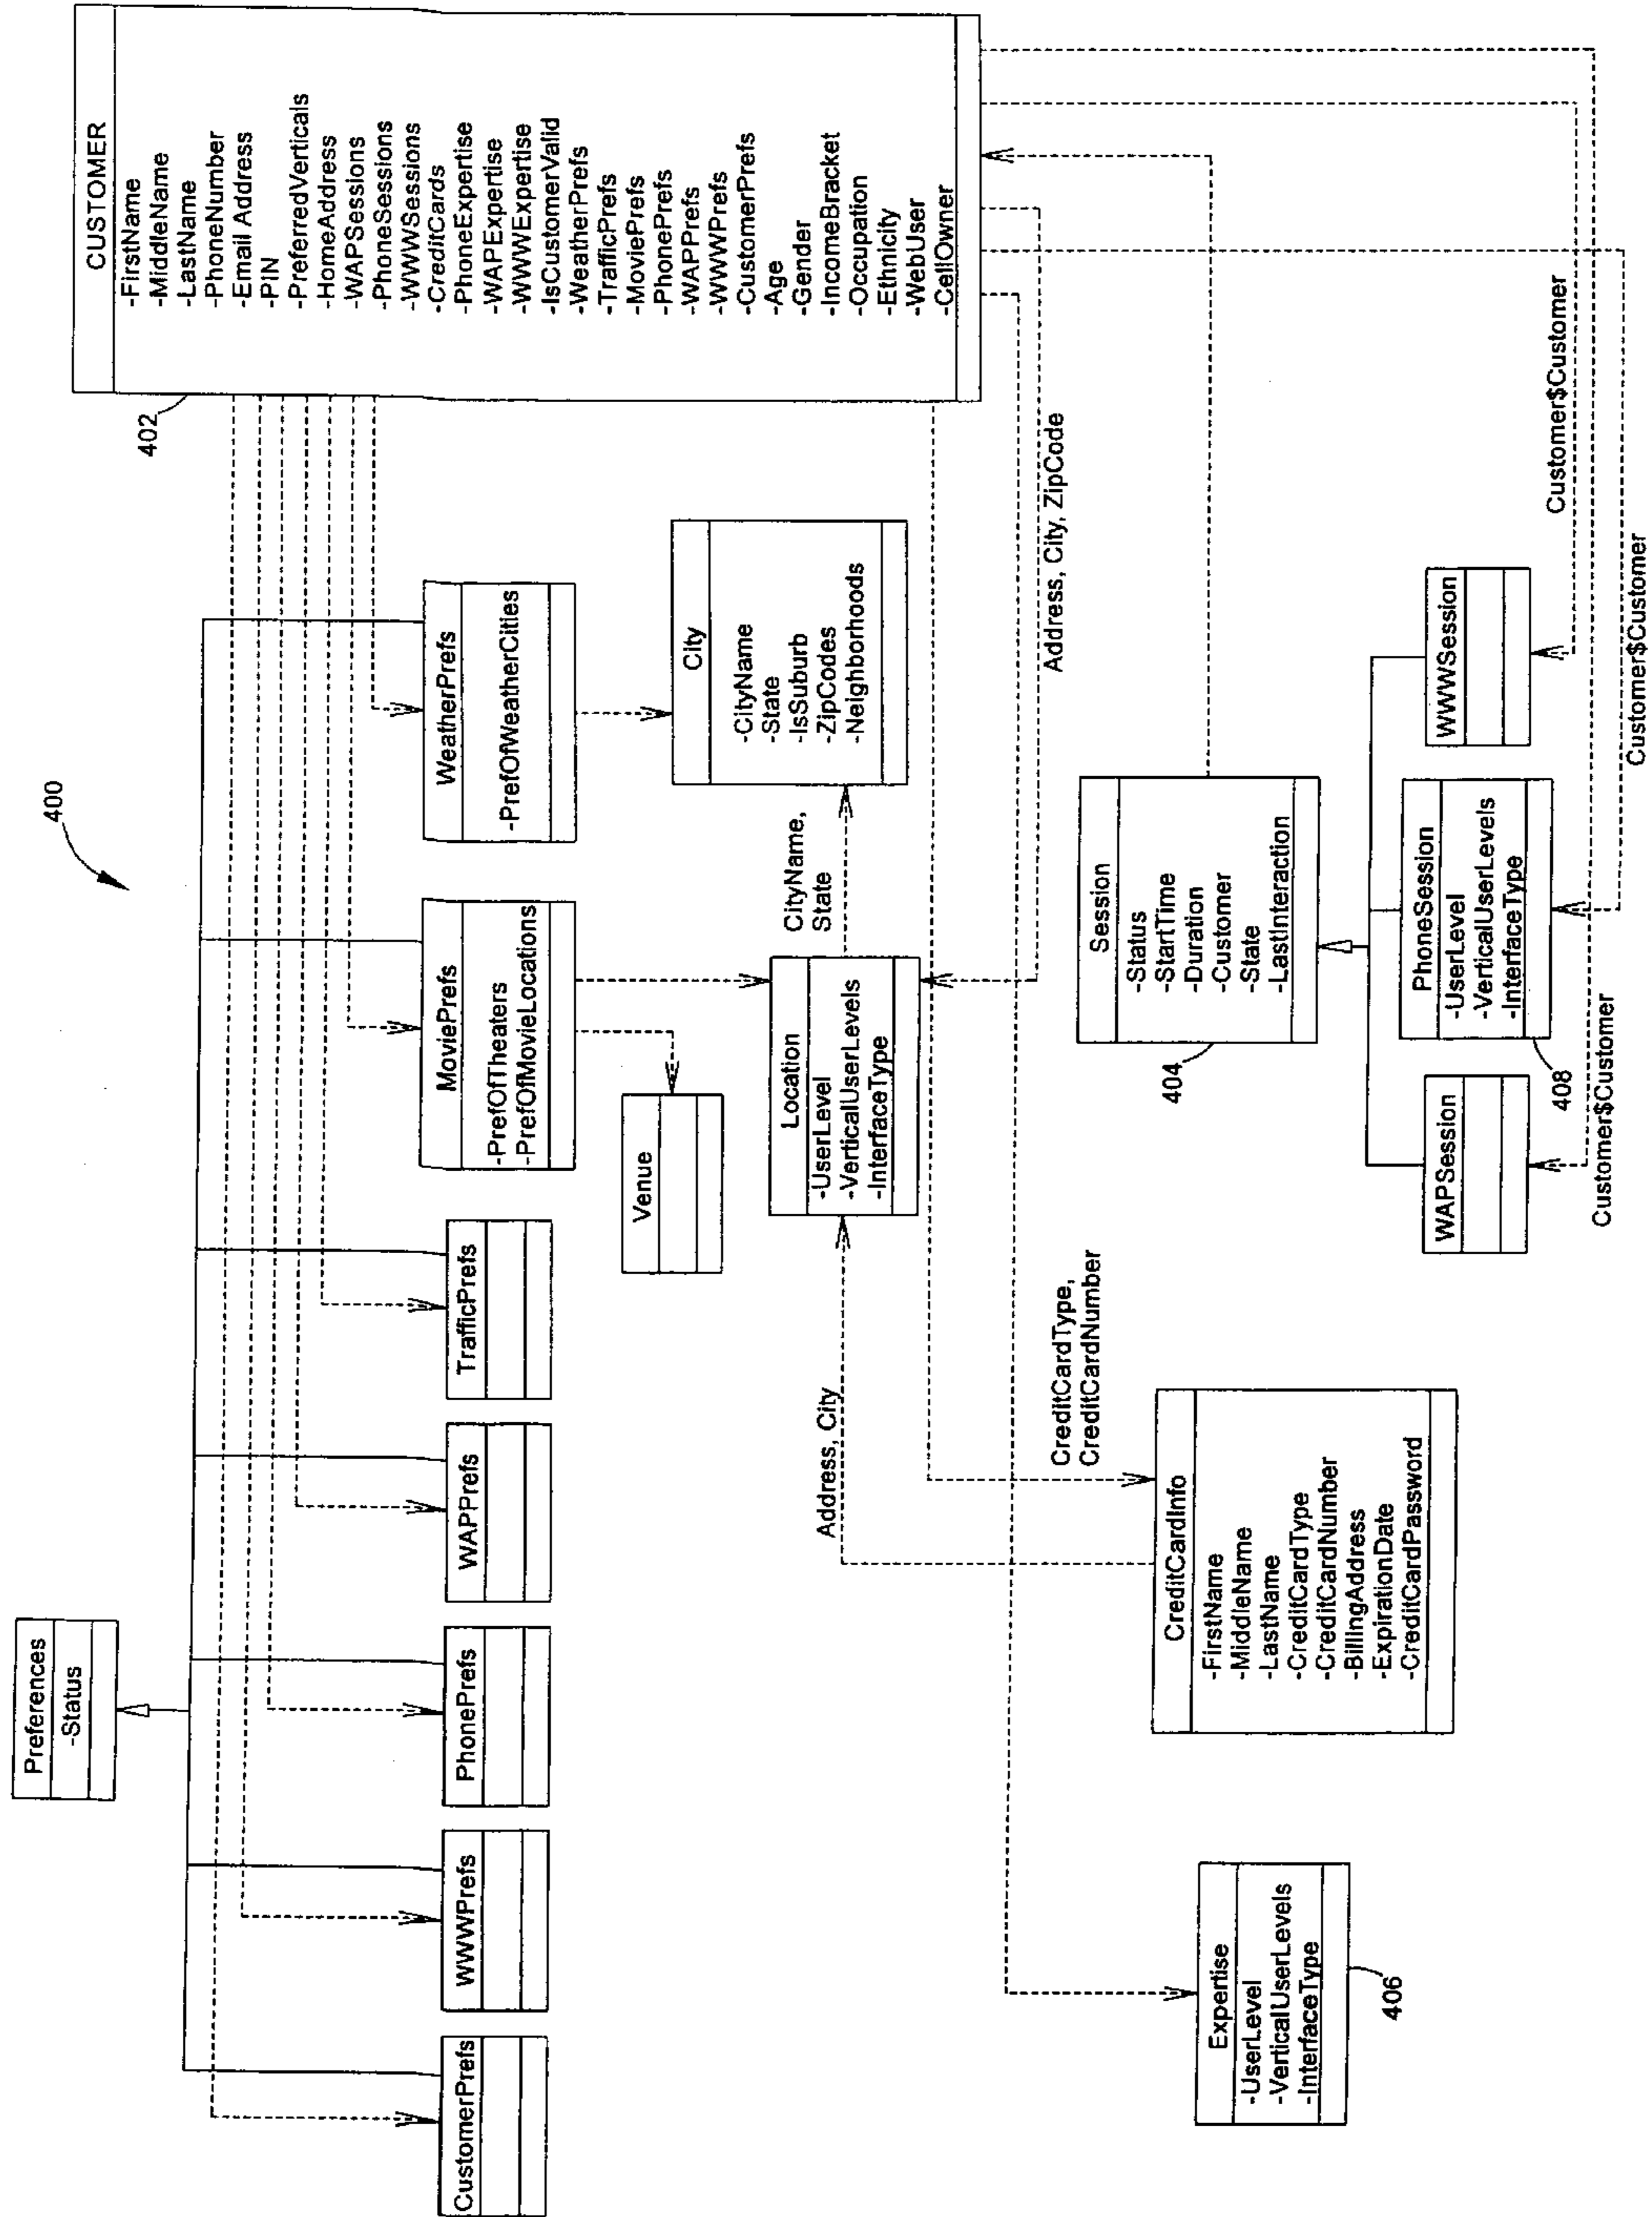 400
Preferences
-Status
CustomerPrefs
WWWPrefs
PhonePrefs
WAPPrefs
TrafficPrefs
MoviePrefs
-PrefOfTheaters
-PrefOfMovieLocations
WeatherPrefs
-PrefOfWeatherCities
CUSTOMER
-FirstName
-MiddleName
-LastName
-PhoneNumber
-Email Address
-PIN
-PreferredVerticals
-HomeAddress
-WAPSessions
-PhoneSessions
-WWWSessions
-CreditCards
-PhoneExpertise
-WAPExpertise
-WWWExpertise
-IsCustomerValid
-WeatherPrefs
-TrafficPrefs
-MoviePrefs
-PhonePrefs
-WAPPrefs
-WWWPrefs
-CustomerPrefs
-Age
-Gender
-IncomeBracket
-Occupation
-Ethnicity
-WebUser
-CellOwner
402
Venue
City
-CityName
-State
-IsSuburb
-ZipCodes
-Neighborhoods
CityName,
State
Location
-UserLevel
-VerticalUserLevels
-InterfaceType
Address, City
Address, City, ZipCode
CreditCardType,
CreditCardNumber
Expertise
-UserLevel
-VerticalUserLevels
-InterfaceType
406
CreditCardInfo
-FirstName
-MiddleName
-LastName
-CreditCardType
-CreditCardNumber
-BillingAddress
-ExpirationDate
-CreditCardPassword
Session
-Status
-StartTime
-Duration
-Customer
-State
-LastInteraction
404
WAPSession
PhoneSession
-UserLevel
-VerticalUserLevels
-InterfaceType
408
WWWSession
Customer$Customer
Customer$Customer
Customer$Customer